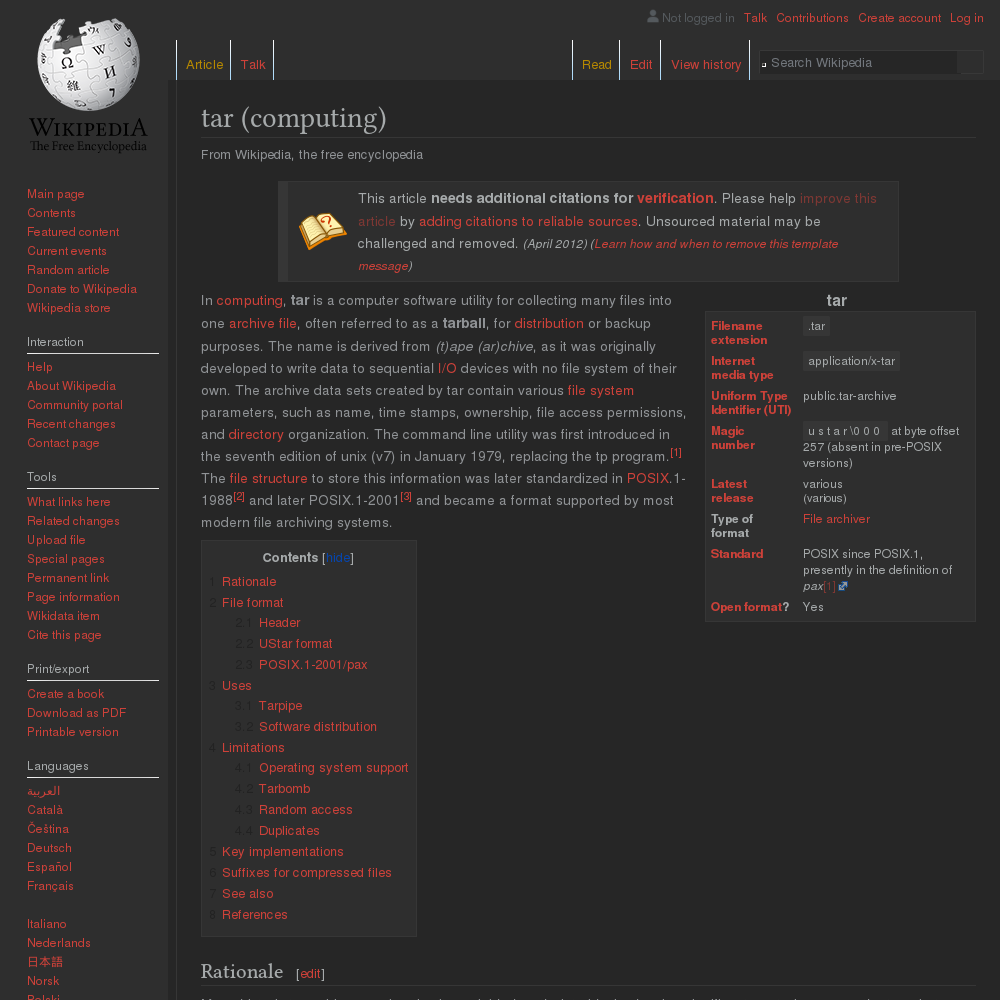 Not logged in Talk Contributions Create account Log in
Article Talk Read Edit View history Search Wikipedia
WIKIPEDIA
The Free Encyclopedia
Main page
Contents
Featured content
Current events
Random article
Donate to Wikipedia
Wikipedia store
Interaction
Help
About Wikipedia
Community portal
Recent changes
Contact page
Tools
What links here
Related changes
Upload file
Special pages
Permanent link
Page information
Wikidata item
Cite this page
Print/export
Create a book
Download as PDF
Printable version
Languages
العربية
Català
Čeština
Deutsch
Español
Français
Italiano
Nederlands
日本語
Norsk
Polski
tar (computing)
From Wikipedia, the free encyclopedia
This article needs additional citations for verification. Please help improve this
article by adding citations to reliable sources. Unsourced material may be
challenged and removed. (April 2012) (Learn how and when to remove this template
message)
In computing, tar is a computer software utility for collecting many files into
one archive file, often referred to as a tarball, for distribution or backup
purposes. The name is derived from (t)ape (ar)chive, as it was originally
developed to write data to sequential I/O devices with no file system of their
own. The archive data sets created by tar contain various file system
parameters, such as name, time stamps, ownership, file access permissions,
and directory organization. The command line utility was first introduced in
the seventh edition of unix (v7) in January 1979, replacing the tp program.[1]
The file structure to store this information was later standardized in POSIX.1-
1988[2] and later POSIX.1-2001[3] and became a format supported by most
modern file archiving systems.
tar
Filename
extension
.tar
Internet
media type
application/x-tar
Uniform Type
Identifier (UTI)
public.tar-archive
Magic
number
u s t a r \0 0 0 at byte offset
257 (absent in pre-POSIX
versions)
Latest
release
various
(various)
Type of
format
File archiver
Standard
POSIX since POSIX.1,
presently in the definition of
pax[1]
Open format? Yes
Contents [hide]
1 Rationale
2 File format
2.1 Header
2.2 UStar format
2.3 POSIX.1-2001/pax
3 Uses
3.1 Tarpipe
3.2 Software distribution
4 Limitations
4.1 Operating system support
4.2 Tarbomb
4.3 Random access
4.4 Duplicates
5 Key implementations
6 Suffixes for compressed files
7 See also
8 References
Rationale [edit]